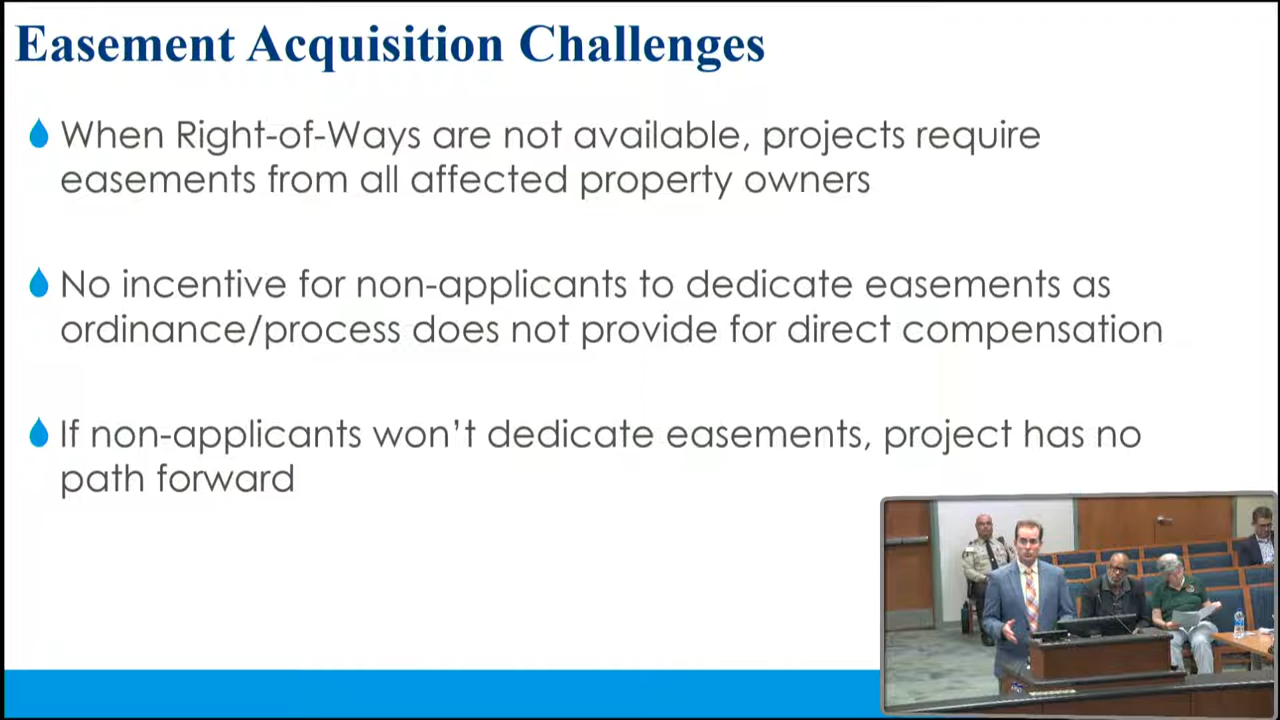 Easement Acquisition Challenges
When Right-of-Ways are not available, projects require
easements from all affected property owners
No incentive for non-applicants to dedicate easements as
ordinance/process does not provide for direct compensation
If non-applicants won't dedicate easements, project has no
path forward